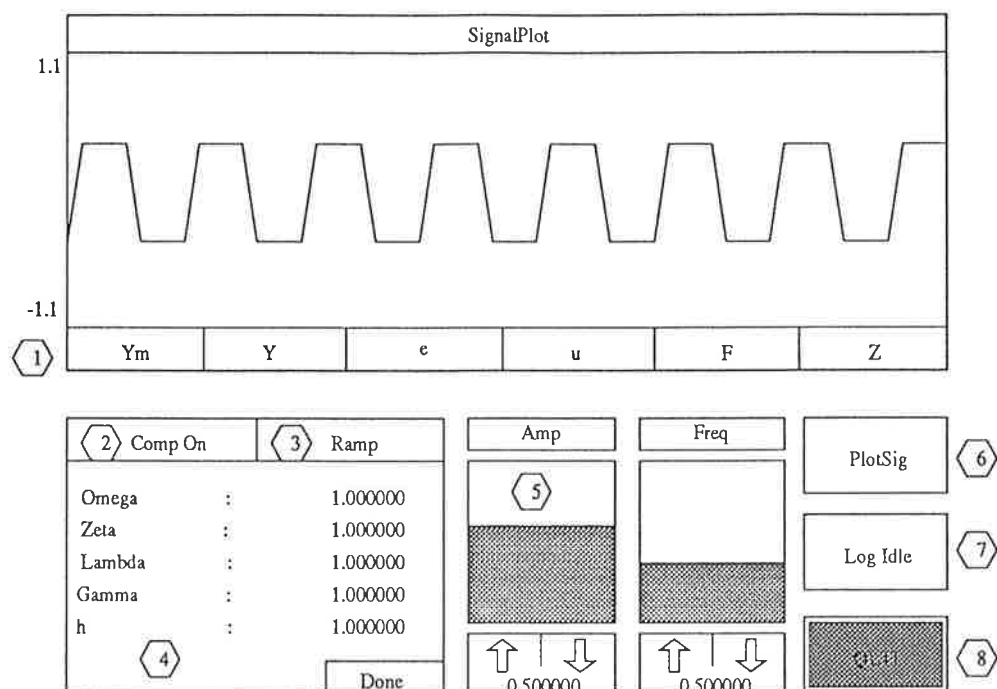 SignalPlot
1.1
-1.1
1 Ym Y e u F Z
2 Comp On 3 Ramp
Omega : 1.000000
Zeta : 1.000000
Lambda : 1.000000
Gamma : 1.000000
h : 1.000000
4
Done
Amp
5
0.500000
Freq
0.500000
PlotSig 6
Log Idle 7
8